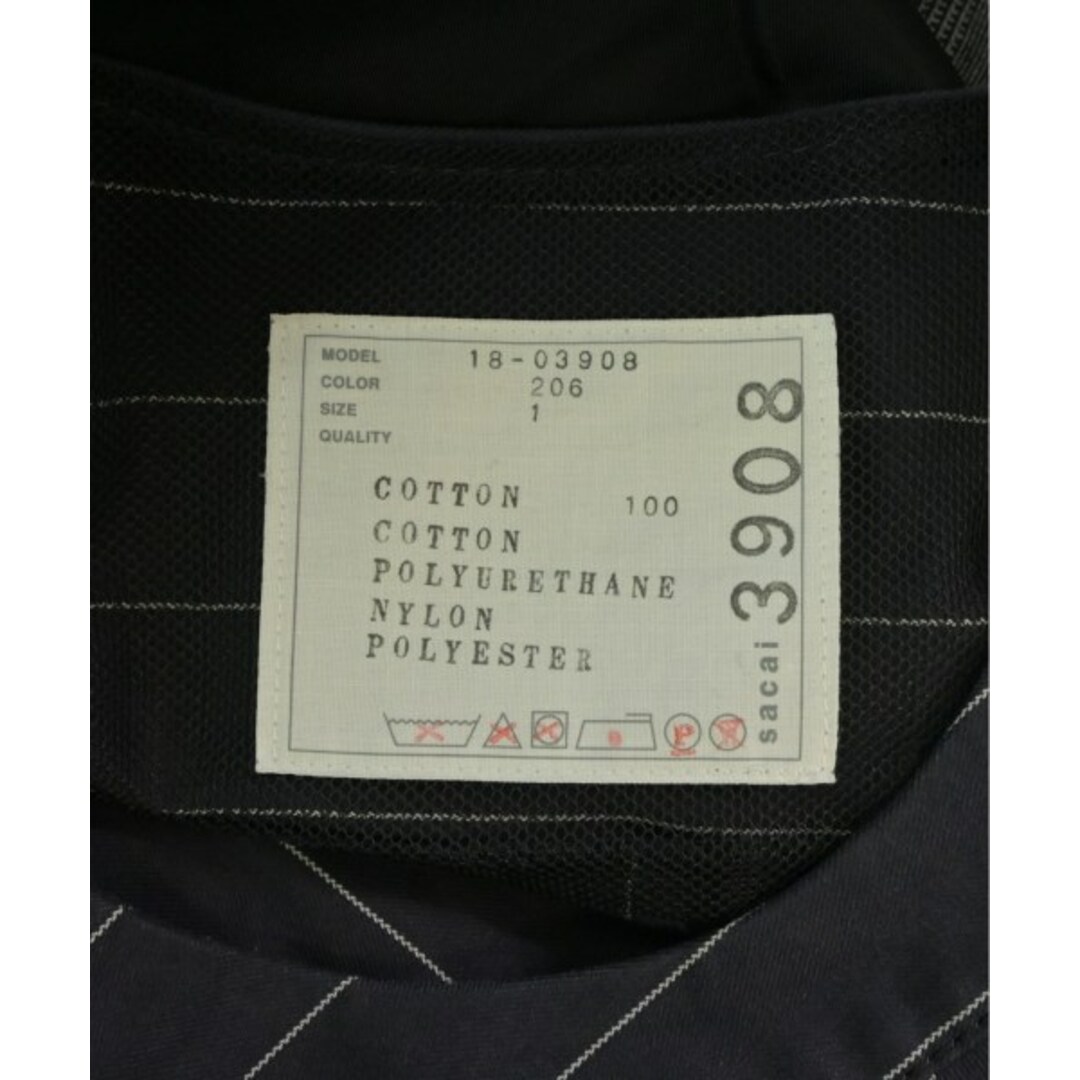 MODEL 18-03908
COLOR 206
SIZE 1
QUALITY
COTTON 100
COTTON
POLYURETHANE
NYLON
POLYESTER
P
sacai 3908